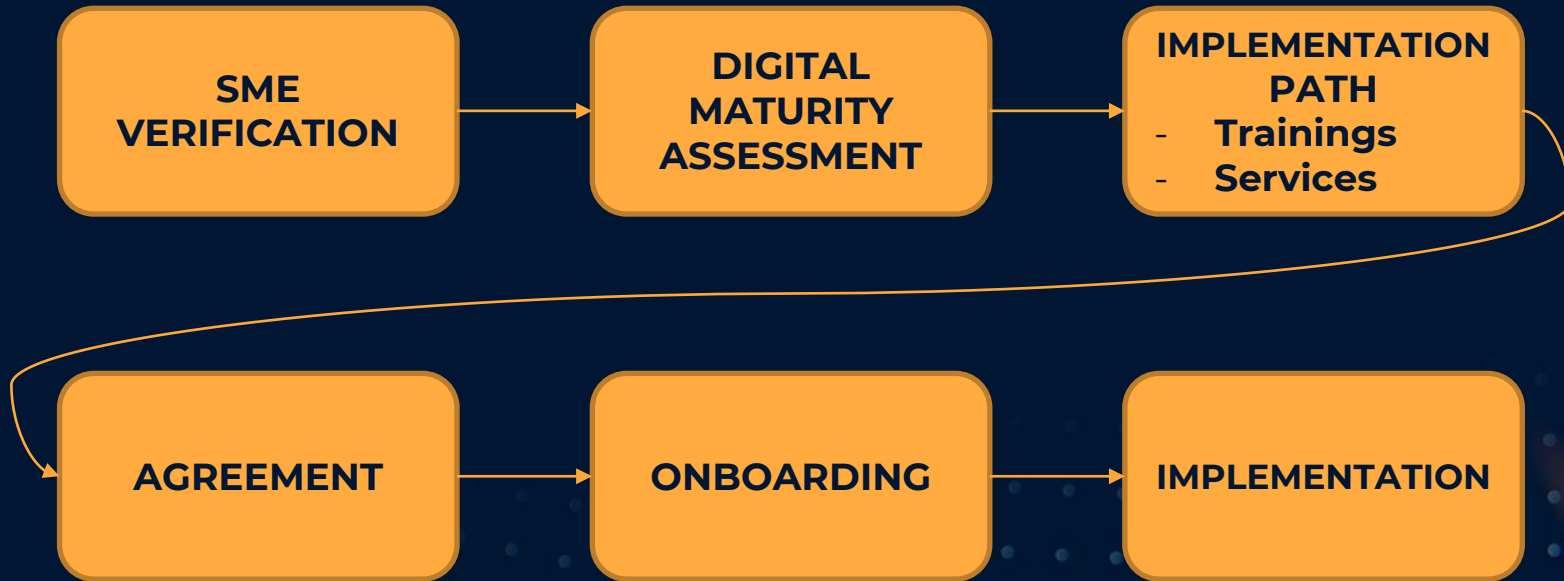 SME
VERIFICATION
DIGITAL
MATURITY
ASSESSMENT
IMPLEMENTATION
PATH
- Trainings
- Services
AGREEMENT
ONBOARDING
IMPLEMENTATION